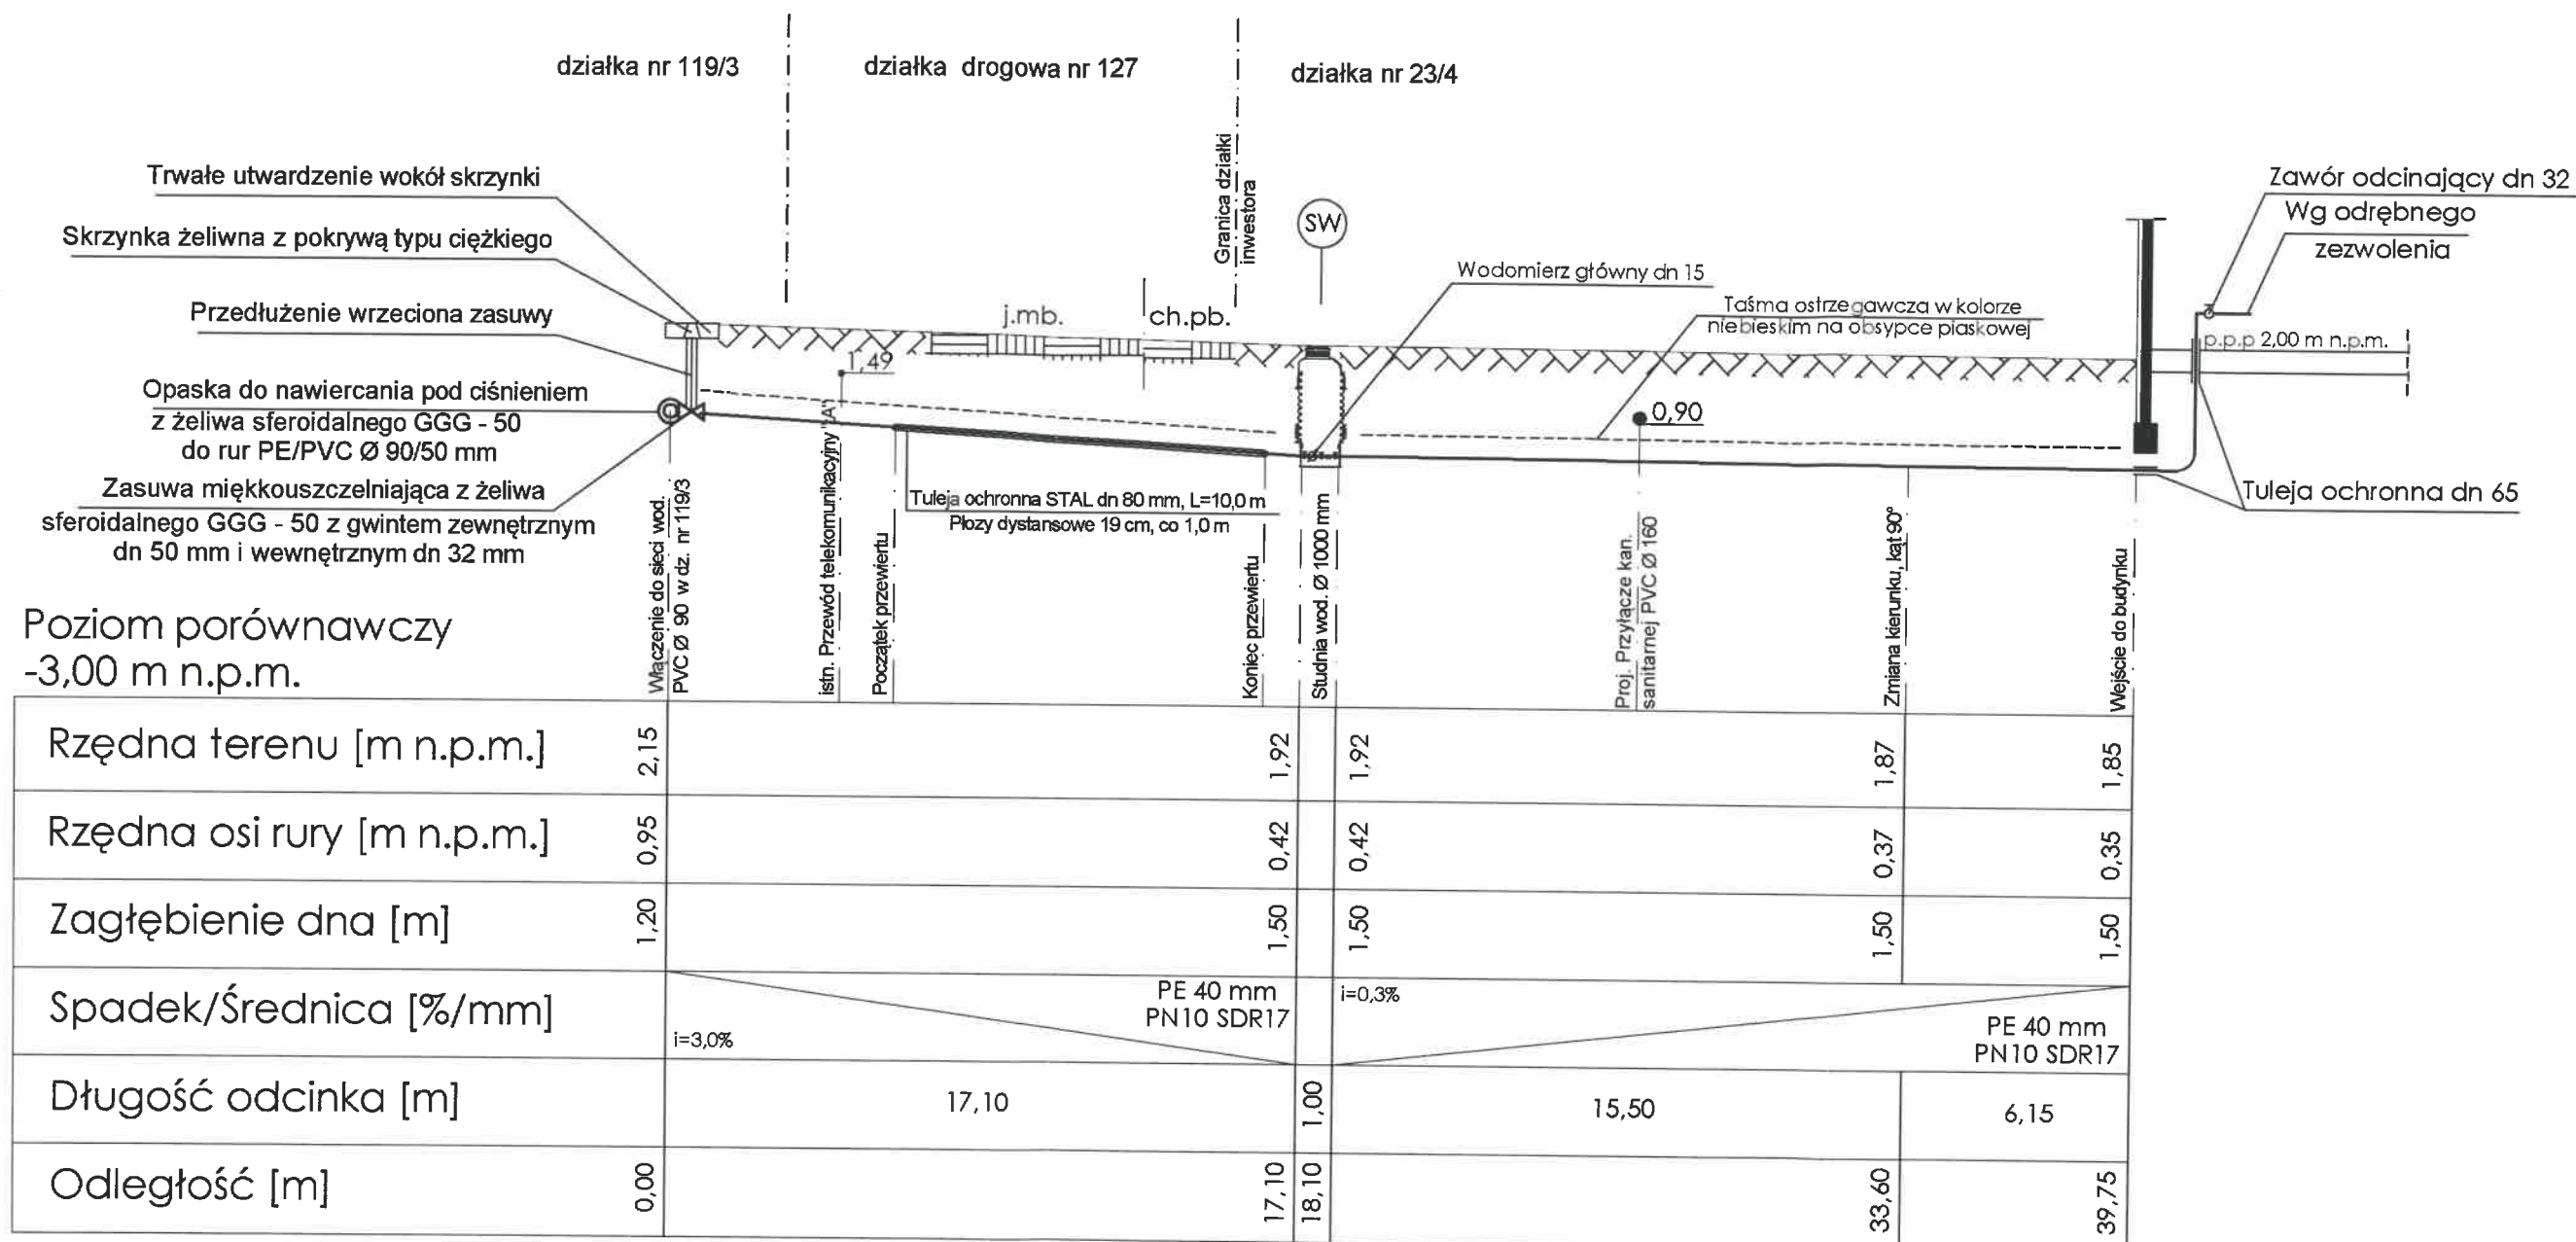 działka nr 119/3
działka drogowa nr 127
działka nr 23/4
Granica działki
inwestora
Trwałe utwardzenie wokół skrzynki
Skrzynka żeliwna z pokrywą typu ciężkiego
Przedłużenie wrzeciona zasuwy
Opaska do nawiercania pod ciśnieniem
z żeliwa sferoidalnego GGG - 50
do rur PE/PVC Ø 90/50 mm
Zasuwa miękkouszczelniająca z żeliwa
sferoidalnego GGG - 50 z gwintem zewnętrznym
dn 50 mm i wewnętrznym dn 32 mm
SW
j.mb.
ch.pb.
1,49
Wodomierz główny dn 15
Taśma ostrzegawcza w kolorze
niebieskim na obsypce piaskowej
0,90
Zawór odcinający dn 32
Wg odrębnego
zezwolenia
p.p.p 2,00 m n.p.m.
Tuleja ochronna dn 65
Tuleja ochronna STAL dn 80 mm, L=10,0 m
Płozy dystansowe 19 cm, co 1,0 m
Włączenie do sieci wod.
PVC Ø 90 w dz. nr 119/3
istn. Przewód telekomunikacyjny "A"
Początek przewiertu
Koniec przewiertu
Studnia wod. Ø 1000 mm
Proj. Przyłącze kan.
sanitarnej PVC Ø 160
Zmiana kierunku, kąt 90°
Wejście do budynku
Poziom porównawczy
-3,00 m n.p.m.
Rzędna terenu [m n.p.m.] 2,15 1,92 1,92 1,87 1,85
Rzędna osi rury [m n.p.m.] 0,95 0,42 0,42 0,37 0,35
Zagłębienie dna [m] 1,20 1,50 1,50 1,50 1,50
Spadek/Średnica [%/mm]
i=3,0%
PE 40 mm
PN10 SDR17
i=0,3%
PE 40 mm
PN10 SDR17
Długość odcinka [m] 17,10 1,00 15,50 6,15
Odległość [m] 0,00 17,10 18,10 33,60 39,75